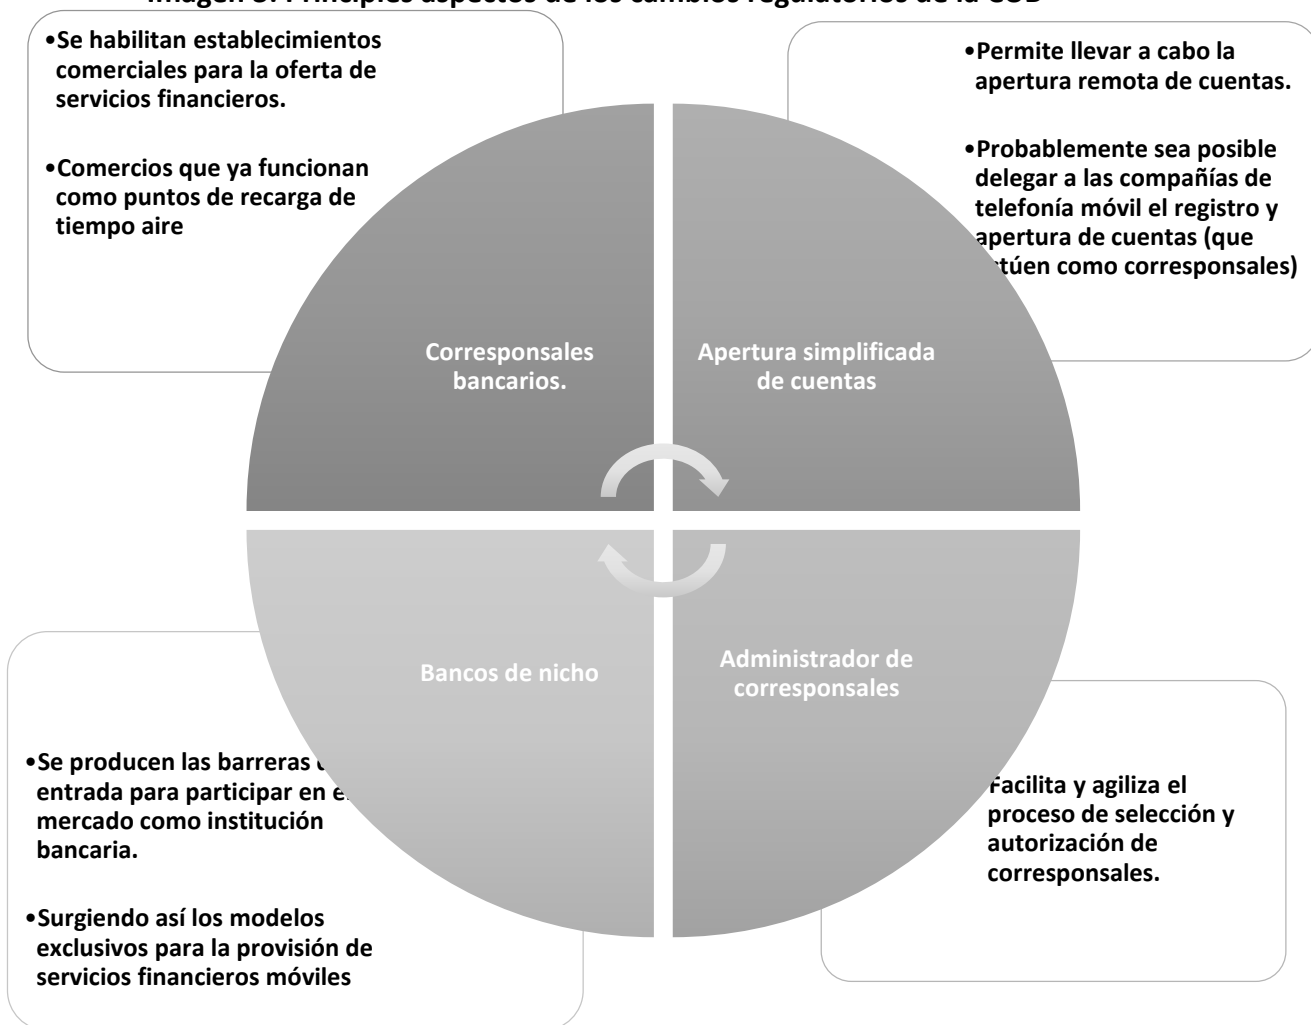 •Se habilitan establecimientos
comerciales para la oferta de
servicios financieros.
•Comercios que ya funcionan
como puntos de recarga de
tiempo aire
•Permite llevar a cabo la
apertura remota de cuentas.
•Probablemente sea posible
delegar a las compañías de
telefonía móvil el registro y
apertura de cuentas (que
como corresponsales)
Corresponsales
bancarios.
Apertura simplificada
de cuentas
Bancos de nicho
Administrador de
corresponsales
•Se producen las barreras
entrada para participar en
mercado como institución
bancaria.
•Surgiendo así los modelos
exclusivos para la provisión de
servicios financieros móviles
Facilita y agiliza el
proceso de selección y
autorización de
corresponsales.